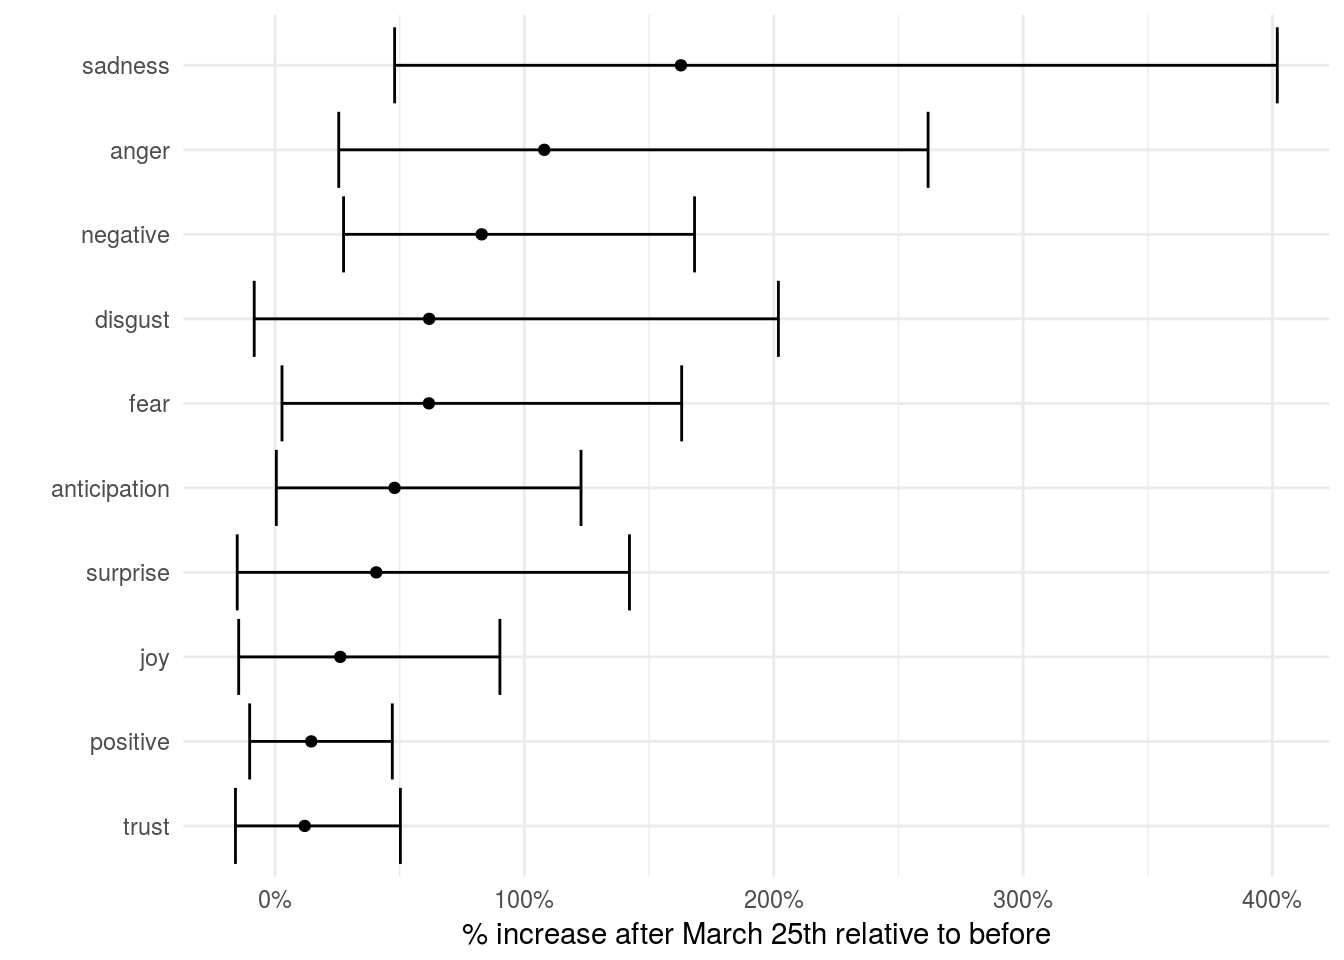 sadness
anger
negative
disgust
fear
anticipation
surprise
joy
positive
trust
0% 100% 200% 300% 400%
% increase after March 25th relative to before